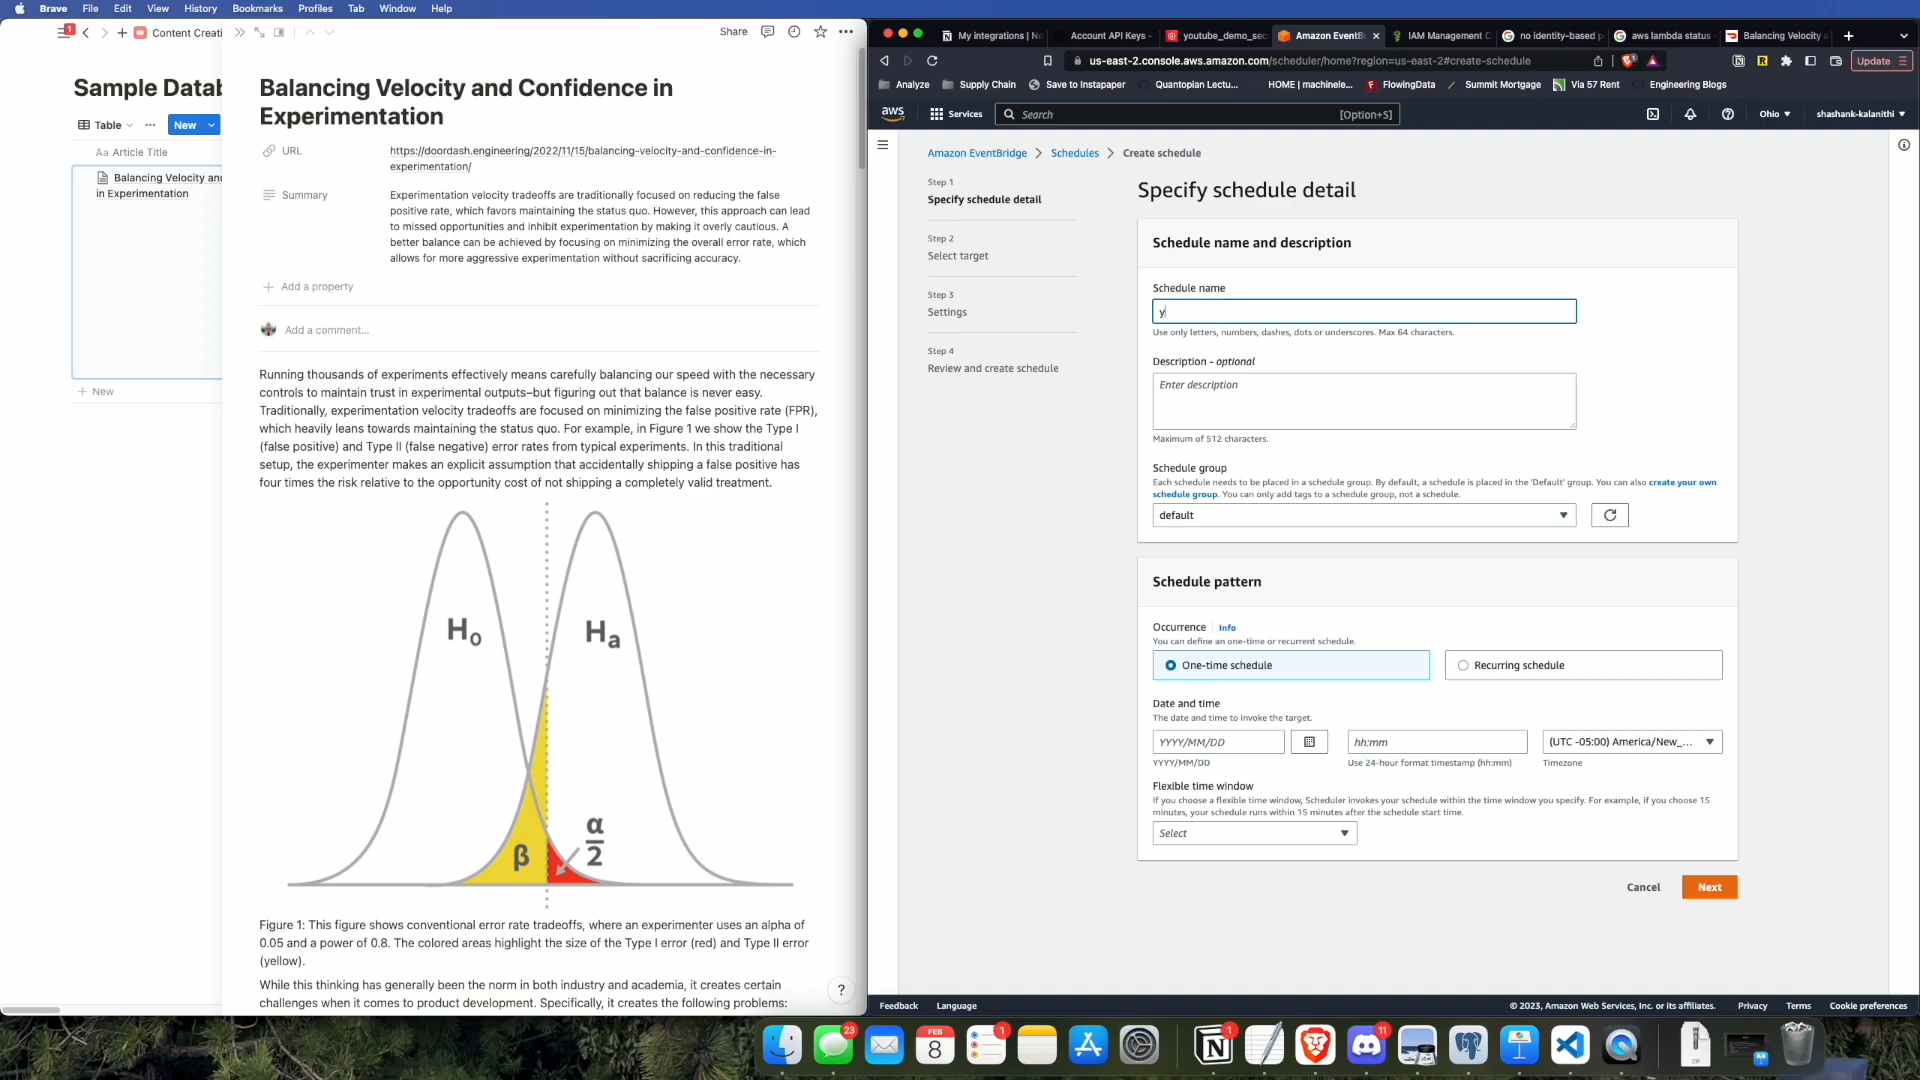 Brave File Edit View History Bookmarks Profiles Tab Window Help
1
Content Creati
Share
Sample Datab
Table
New
Aa Article Title
Balancing Velocity and
in Experimentation
+ New
Balancing Velocity and Confidence in
Experimentation
URL
https://doordash.engineering/2022/11/15/balancing-velocity-and-confidence-in-
experimentation/
Summary
Experimentation velocity tradeoffs are traditionally focused on reducing the false
positive rate, which favors maintaining the status quo. However, this approach can lead
to missed opportunities and inhibit experimentation by making it overly cautious. A
better balance can be achieved by focusing on minimizing the overall error rate, which
allows for more aggressive experimentation without sacrificing accuracy.
+ Add a property
Add a comment...
Running thousands of experiments effectively means carefully balancing our speed with the necessary
controls to maintain trust in experimental outputs–but figuring out that balance is never easy.
Traditionally, experimentation velocity tradeoffs are focused on minimizing the false positive rate (FPR),
which heavily leans towards maintaining the status quo. For example, in Figure 1 we show the Type I
(false positive) and Type II (false negative) error rates from typical experiments. In this traditional
setup, the experimenter makes an explicit assumption that accidentally shipping a false positive has
four times the risk relative to the opportunity cost of not shipping a completely valid treatment.
H0
Ha
β
α
2
Figure 1: This figure shows conventional error rate tradeoffs, where an experimenter uses an alpha of
0.05 and a power of 0.8. The colored areas highlight the size of the Type I error (red) and Type II error
(yellow).
While this thinking has generally been the norm in both industry and academia, it creates certain
challenges when it comes to product development. Specifically, it creates the following problems:
?
My integrations | No
Account API Keys -
youtube_demo_sec
Amazon EventB
IAM Management C
no identity-based p
aws lambda status
Balancing Velocity a
us-east-2.console.aws.amazon.com/scheduler/home?region=us-east-2#create-schedule
Update
Analyze
Supply Chain
Save to Instapaper
Quantopian Lectu...
HOME | machinele...
FlowingData
Summit Mortgage
Via 57 Rent
Engineering Blogs
aws
Services
Search
[Option+S]
Ohio
shashank-kalanithi
Amazon EventBridge
Schedules
Create schedule
Step 1
Specify schedule detail
Step 2
Select target
Step 3
Settings
Step 4
Review and create schedule
Specify schedule detail
Schedule name and description
Schedule name
y
Use only letters, numbers, dashes, dots or underscores. Max 64 characters.
Description - optional
Enter description
Maximum of 512 characters.
Schedule group
Each schedule needs to be placed in a schedule group. By default, a schedule is placed in the 'Default' group. You can also create your own
schedule group. You can only add tags to a schedule group, not a schedule.
default
Schedule pattern
Occurrence Info
You can define an one-time or recurrent schedule.
One-time schedule
Recurring schedule
Date and time
The date and time to invoke the target.
YYYY/MM/DD
hh:mm
(UTC -05:00) America/New_...
YYYY/MM/DD
Use 24-hour format timestamp (hh:mm)
Timezone
Flexible time window
If you choose a flexible time window, Scheduler invokes your schedule within the time window you specify. For example, if you choose 15
minutes, your schedule runs within 15 minutes after the schedule start time.
Select
Cancel
Next
Feedback
Language
© 2023, Amazon Web Services, Inc. or its affiliates.
Privacy
Terms
Cookie preferences
23
FEB
8
1
1
11
ZIP